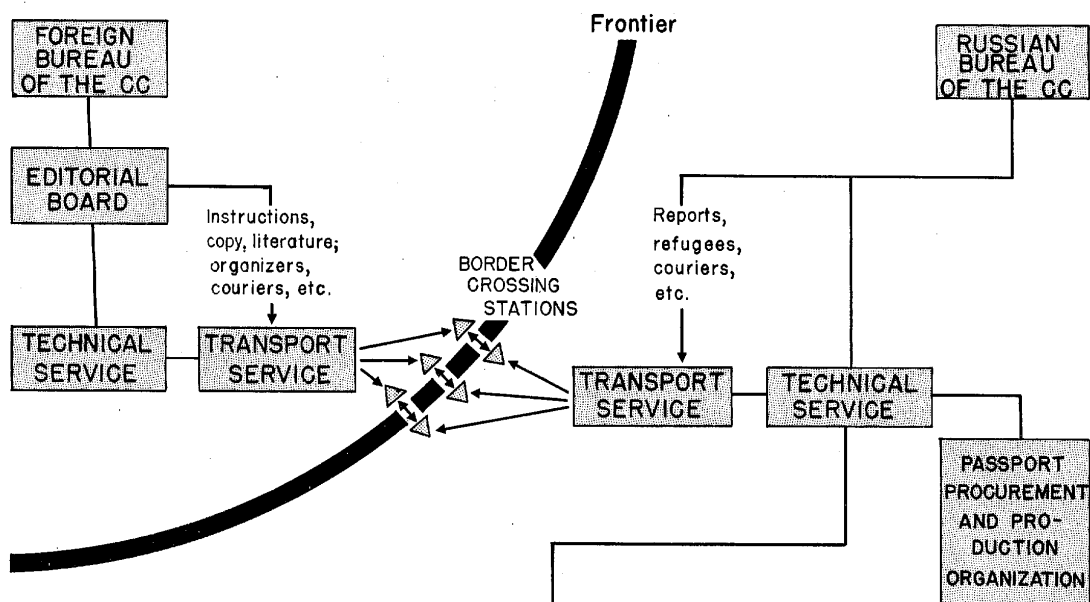 FOREIGN
BUREAU
OF THE CC
Frontier
RUSSIAN
BUREAU
OF THE CC
EDITORIAL
BOARD
Instructions,
copy, literature;
organizers,
couriers, etc.
Reports,
refugees,
couriers,
etc.
BORDER
CROSSING
STATIONS
TECHNICAL
SERVICE
TRANSPORT
SERVICE
TRANSPORT
SERVICE
TECHNICAL
SERVICE
PASSPORT
PROCUREMENT
AND PRO-
DUCTION
ORGANIZATION